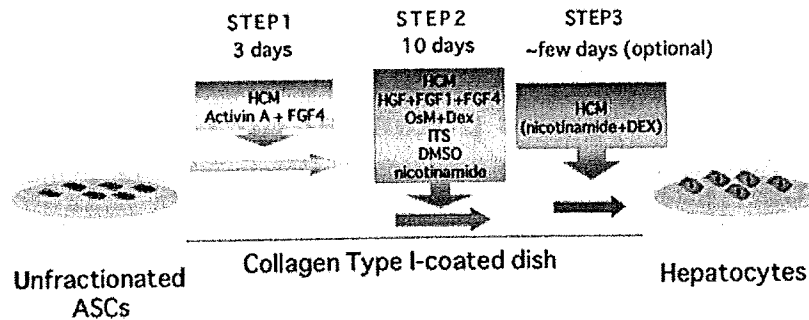 STEP1
3 days
HCM
Activin A + FGF4
STEP2
10 days
HCM
HGF+FGF1+FGF4
OsM+Dex
ITS
DMSO
nicotinamide
STEP3
~few days (optional)
HCM
(nicotinamide+DEX)
Unfractionated
ASCs
Collagen Type I-coated dish
Hepatocytes